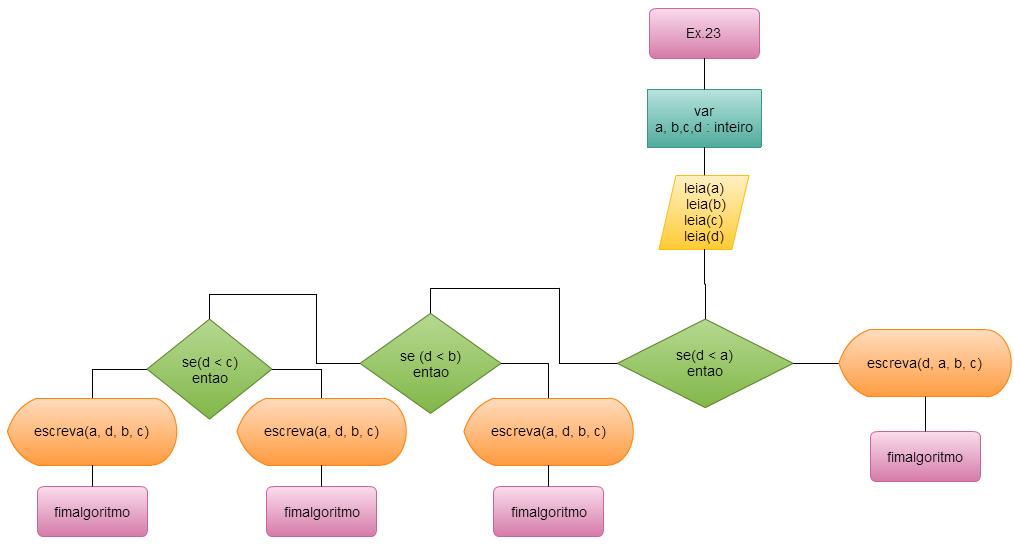 Ex.23
var
a, b,c,d : inteiro
leia(a)
leia(b)
leia(c)
leia(d)
se(d < a)
entao
escreva(d, a, b, c)
fimalgoritmo
se (d < b)
entao
escreva(a, d, b, c)
fimalgoritmo
se(d < c)
entao
escreva(a, d, b, c)
fimalgoritmo
escreva(a, d, b, c)
fimalgoritmo